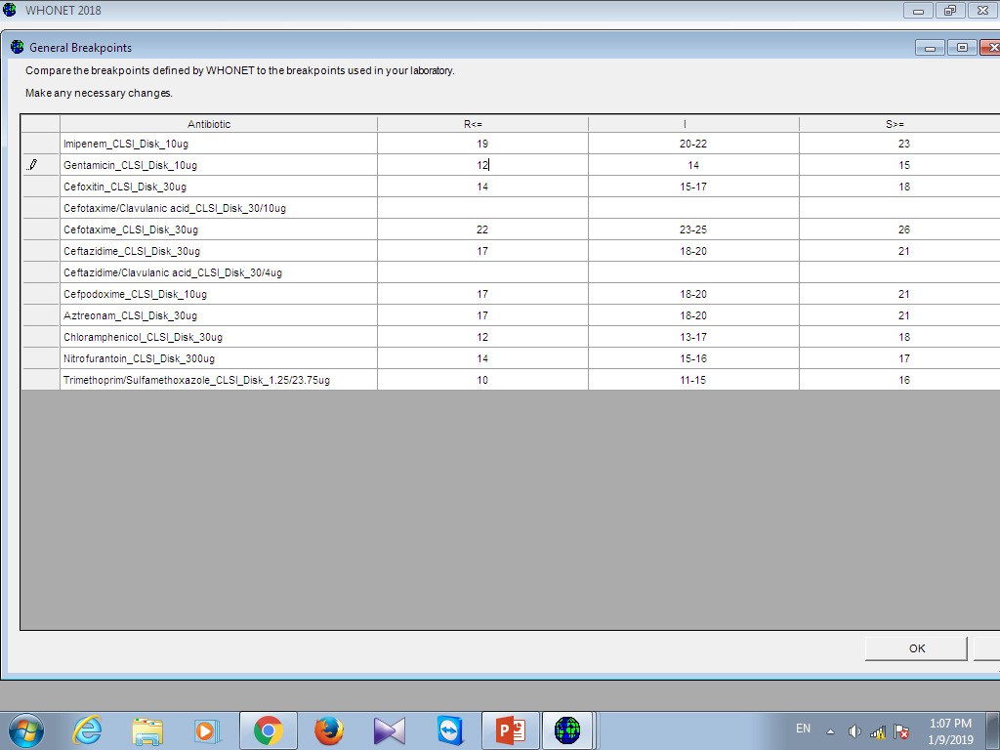 WHONET 2018
General Breakpoints
Compare the breakpoints defined by WHONET to the breakpoints used in your laboratory.
Make any necessary changes.
Antibiotic R<= I S>=
Imipenem_CLSI_Disk_10ug 19 20-22 23
Gentamicin_CLSI_Disk_10ug 12 14 15
Cefoxitin_CLSI_Disk_30ug 14 15-17 18
Cefotaxime/Clavulanic acid_CLSI_Disk_30/10ug
Cefotaxime_CLSI_Disk_30ug 22 23-25 26
Ceftazidime_CLSI_Disk_30ug 17 18-20 21
Ceftazidime/Clavulanic acid_CLSI_Disk_30/4ug
Cefpodoxime_CLSI_Disk_10ug 17 18-20 21
Aztreonam_CLSI_Disk_30ug 17 18-20 21
Chloramphenicol_CLSI_Disk_30ug 12 13-17 18
Nitrofurantoin_CLSI_Disk_300ug 14 15-16 17
Trimethoprim/Sulfamethoxazole_CLSI_Disk_1.25/23.75ug 10 11-15 16
OK
EN
1:07 PM
1/9/2019